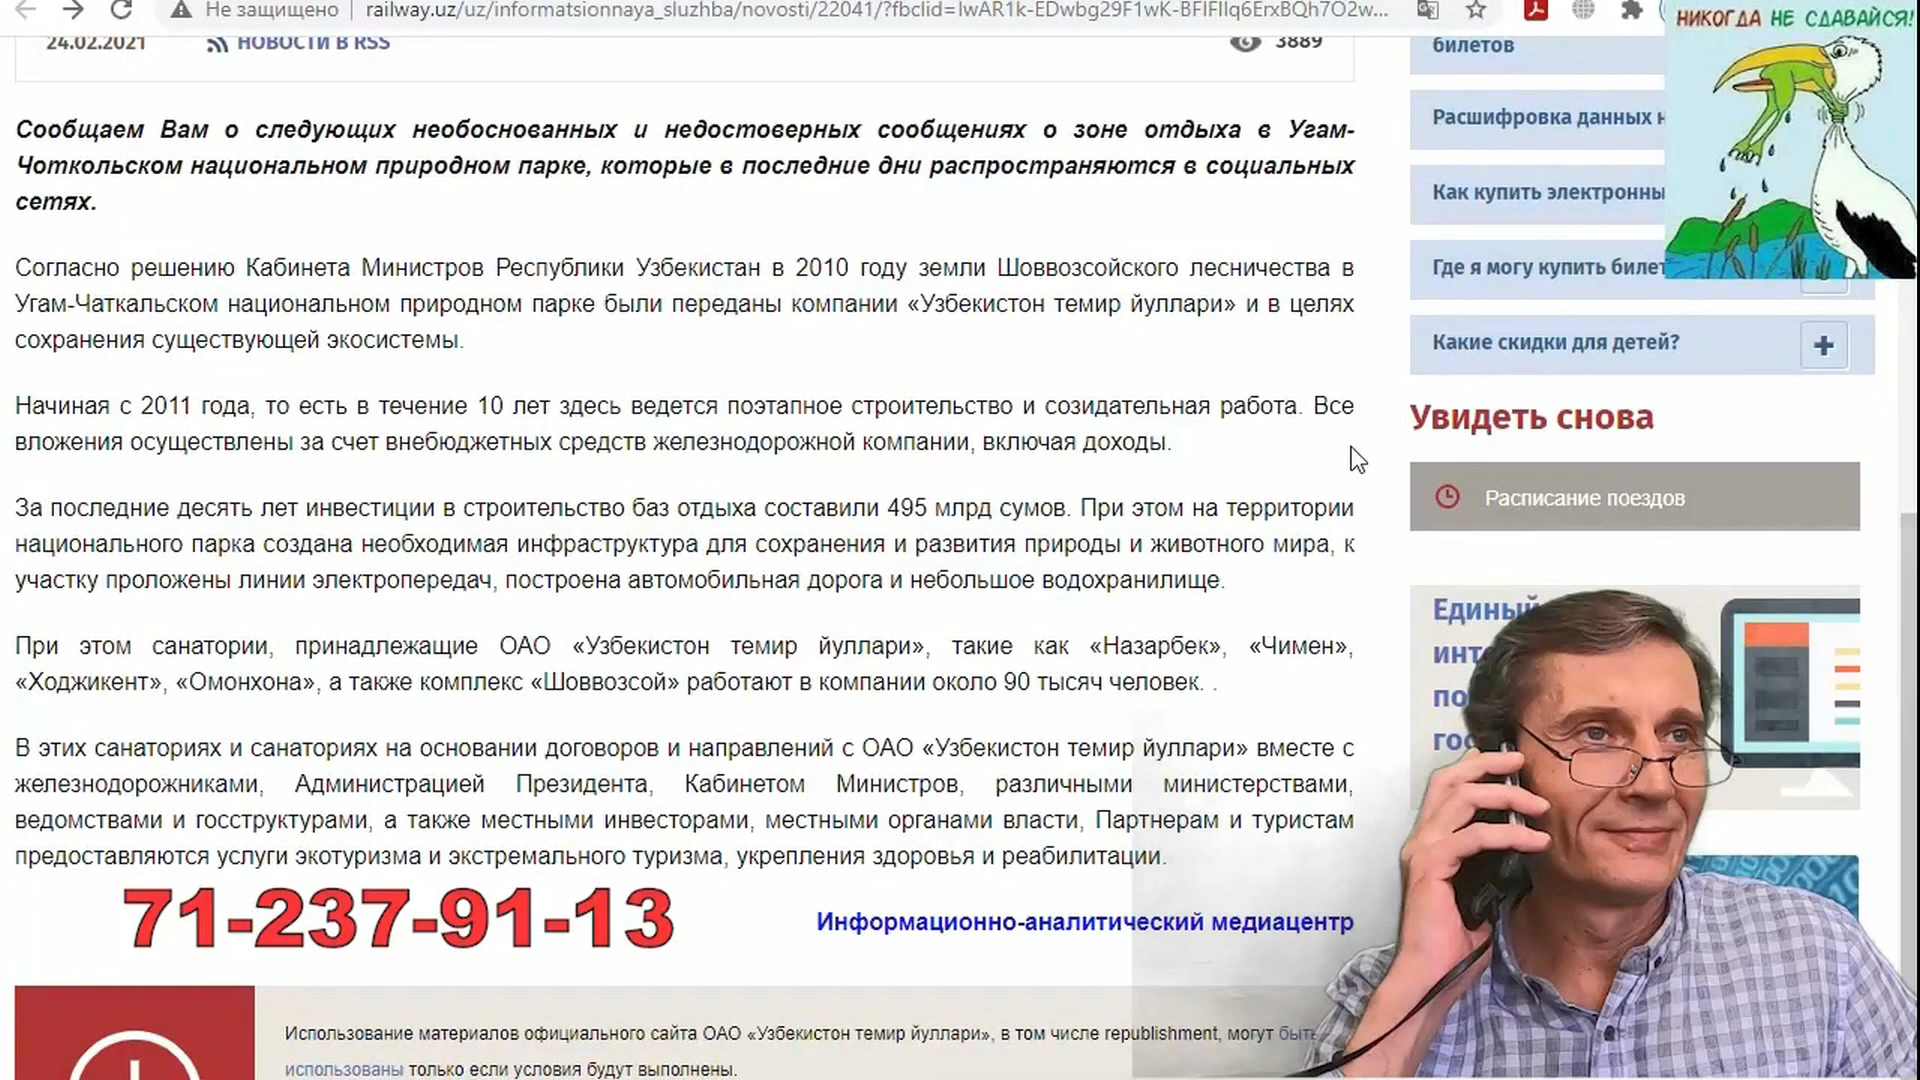 Не защищено
railway.uz/uz/informatsionnaya_sluzhba/novosti/22041/?fbclid=IwAR1k-EDwbg29F1wK-BFlFlIq6ErxBQh7O2w...
НИКОГДА НЕ СДАВАЙСЯ!
24.02.2021
НОВОСТИ В RSS
3889
Сообщаем Вам о следующих необоснованных и недостоверных сообщениях о зоне отдыха в Угам-
Чоткольском национальном природном парке, которые в последние дни распространяются в социальных
сетях.
Согласно решению Кабинета Министров Республики Узбекистан в 2010 году земли Шоввозсойского лесничества в
Угам-Чаткальском национальном природном парке были переданы компании «Узбекистон темир йуллари» и в целях
сохранения существующей экосистемы.
Начиная с 2011 года, то есть в течение 10 лет здесь ведется поэтапное строительство и созидательная работа. Все
вложения осуществлены за счет внебюджетных средств железнодорожной компании, включая доходы.
За последние десять лет инвестиции в строительство баз отдыха составили 495 млрд сумов. При этом на территории
национального парка создана необходимая инфраструктура для сохранения и развития природы и животного мира, к
участку проложены линии электропередач, построена автомобильная дорога и небольшое водохранилище.
При этом санатории, принадлежащие ОАО «Узбекистон темир йуллари», такие как «Назарбек», «Чимен»,
«Ходжикент», «Омонхона», а также комплекс «Шоввозсой» работают в компании около 90 тысяч человек. .
В этих санаториях и санаториях на основании договоров и направлений с ОАО «Узбекистон темир йуллари» вместе с
железнодорожниками, Администрацией Президента, Кабинетом Министров, различными министерствами,
ведомствами и госструктурами, а также местными инвесторами, местными органами власти, Партнерам и туристам
предоставляются услуги экотуризма и экстремального туризма, укрепления здоровья и реабилитации.
71-237-91-13
Информационно-аналитический медиацентр
Использование материалов официального сайта ОАО «Узбекистон темир йуллари», в том числе republishment, могут быть
использованы только если условия будут выполнены.
билетов
Расшифровка данных н
Как купить электронны
Где я могу купить билет
Какие скидки для детей?
Увидеть снова
Расписание поездов
Единый
инт
по
гос